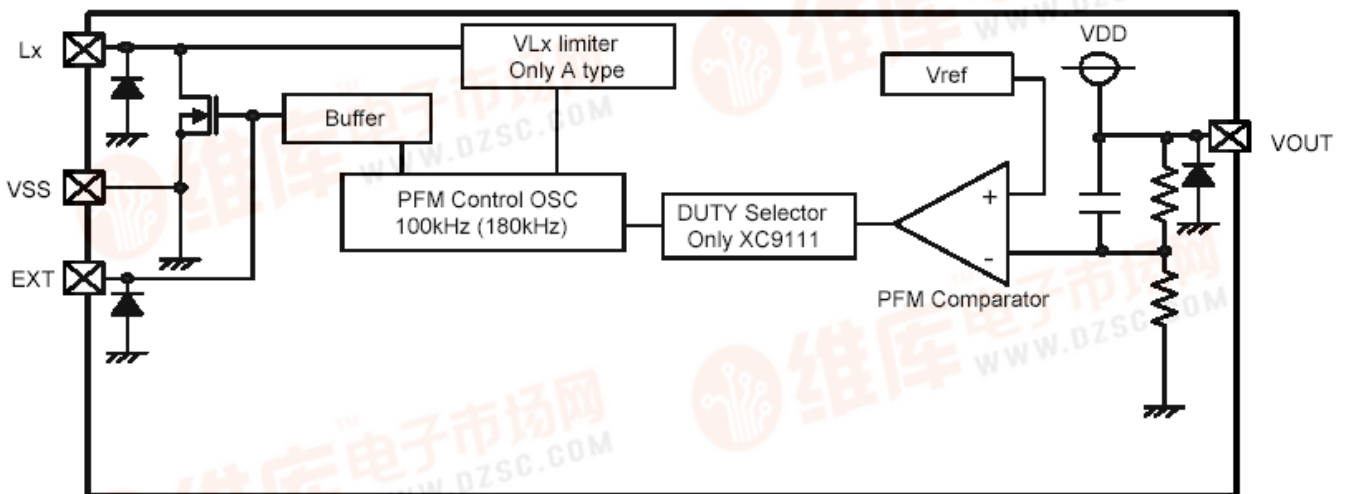 Lx
VLx limiter
Only A type
VDD
Vref
Buffer
VOUT
VSS
PFM Control OSC
100kHz (180kHz)
DUTY Selector
Only XC9111
+
-
PFM Comparator
EXT
维库电子市场网
WWW.DZSC.COM
维库电子市场网
WWW.DZSC.COM
维库电子市场网
WWW.DZSC.COM